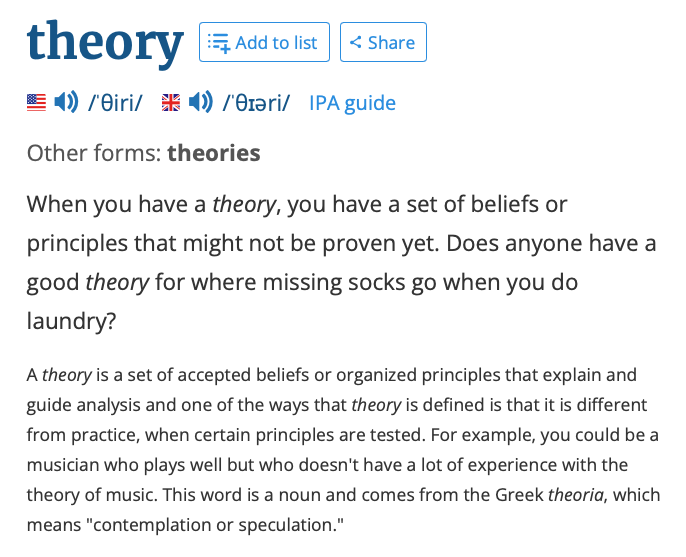 theory Add to list Share
/ˈθiri/ /ˈθɪəri/ IPA guide
Other forms: theories
When you have a theory, you have a set of beliefs or
principles that might not be proven yet. Does anyone have a
good theory for where missing socks go when you do
laundry?
A theory is a set of accepted beliefs or organized principles that explain and
guide analysis and one of the ways that theory is defined is that it is different
from practice, when certain principles are tested. For example, you could be a
musician who plays well but who doesn't have a lot of experience with the
theory of music. This word is a noun and comes from the Greek theoria, which
means "contemplation or speculation."